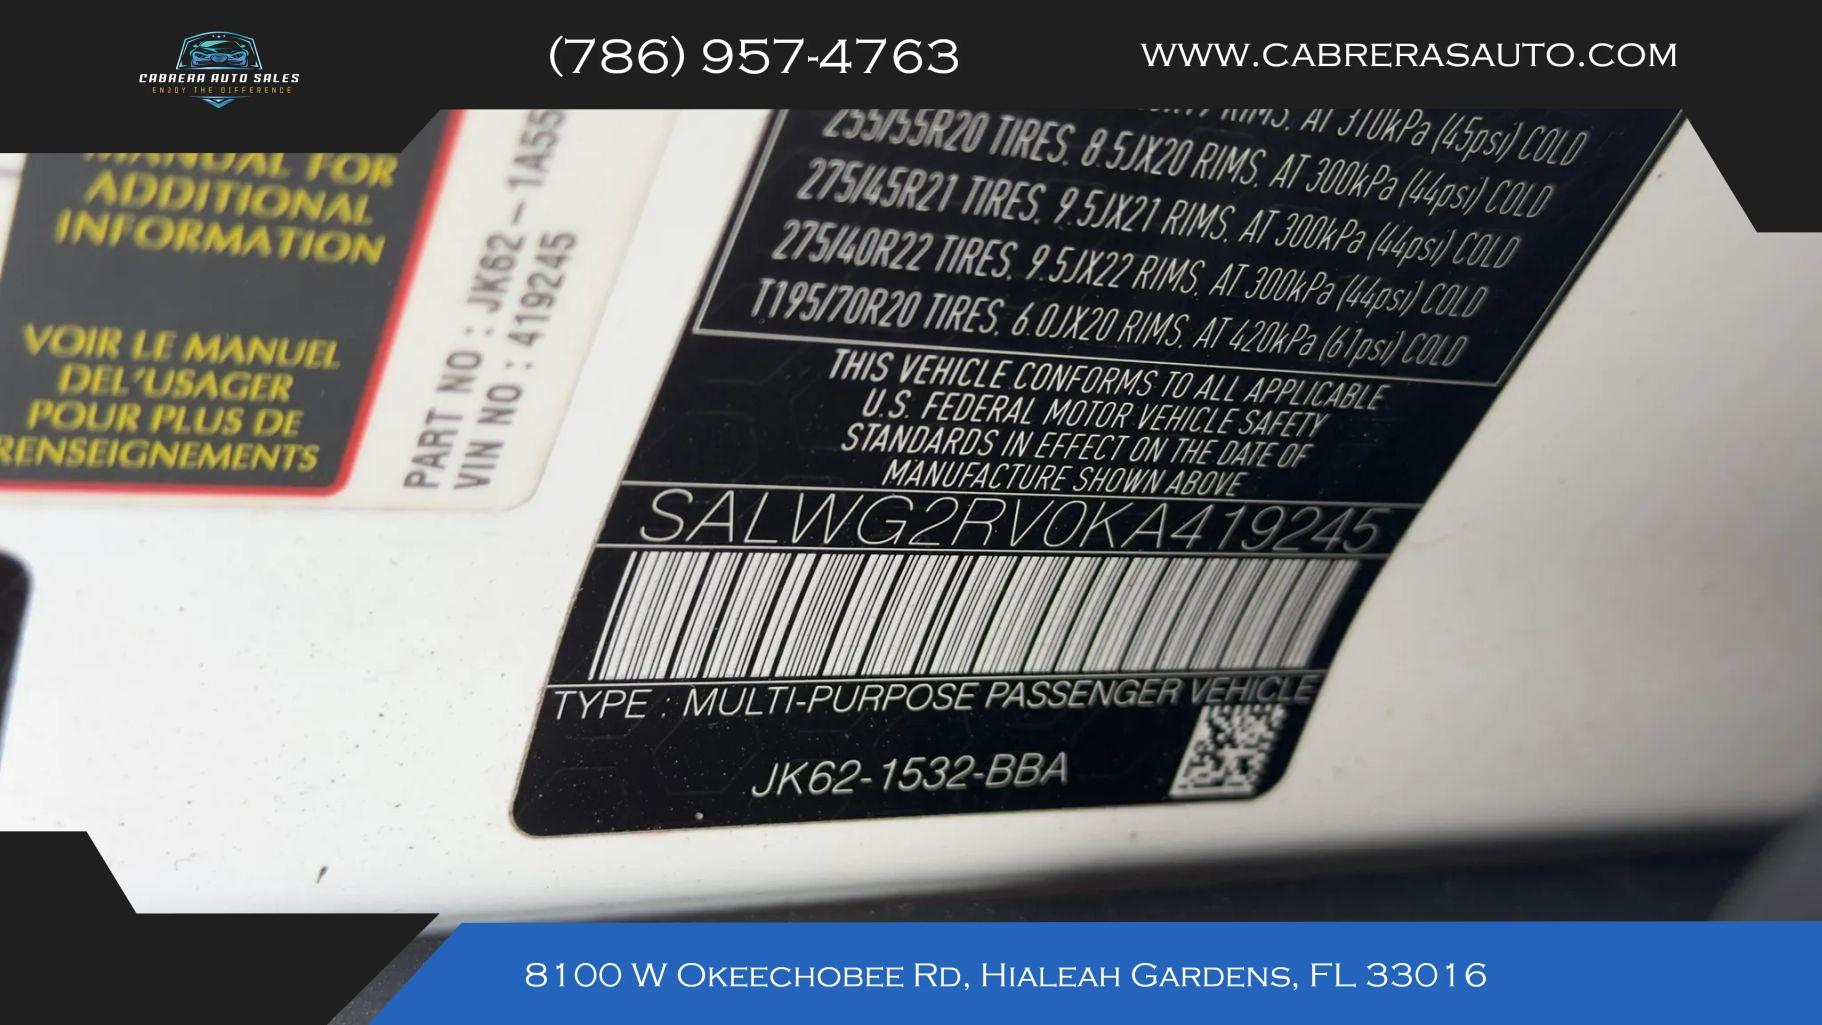 CABRERA AUTO SALES
ENJOY THE DIFFERENCE
(786) 957-4763
WWW.CABRERASAUTO.COM
MANUAL FOR
ADDITIONAL
INFORMATION
VOIR LE MANUEL
DEL'USAGER
POUR PLUS DE
RENSEIGNEMENTS
PART NO : JK62-1A55
VIN NO : 419245
RIMS. AT 310kPa (45psi) COLD
255/55R20 TIRES. 8.5JX20 RIMS. AT 300kPa (44psi) COLD
275/45R21 TIRES. 9.5JX21 RIMS. AT 300kPa (44psi) COLD
275/40R22 TIRES. 9.5JX22 RIMS. AT 300kPa (44psi) COLD
T195/70R20 TIRES. 6.0JX20 RIMS. AT 420kPa (61psi) COLD
THIS VEHICLE CONFORMS TO ALL APPLICABLE
U.S. FEDERAL MOTOR VEHICLE SAFETY
STANDARDS IN EFFECT ON THE DATE OF
MANUFACTURE SHOWN ABOVE
SALWG2RV0KA419245
TYPE : MULTI-PURPOSE PASSENGER VEHICLE
JK62-1532-BBA
8100 W OKEECHOBEE RD, HIALEAH GARDENS, FL 33016